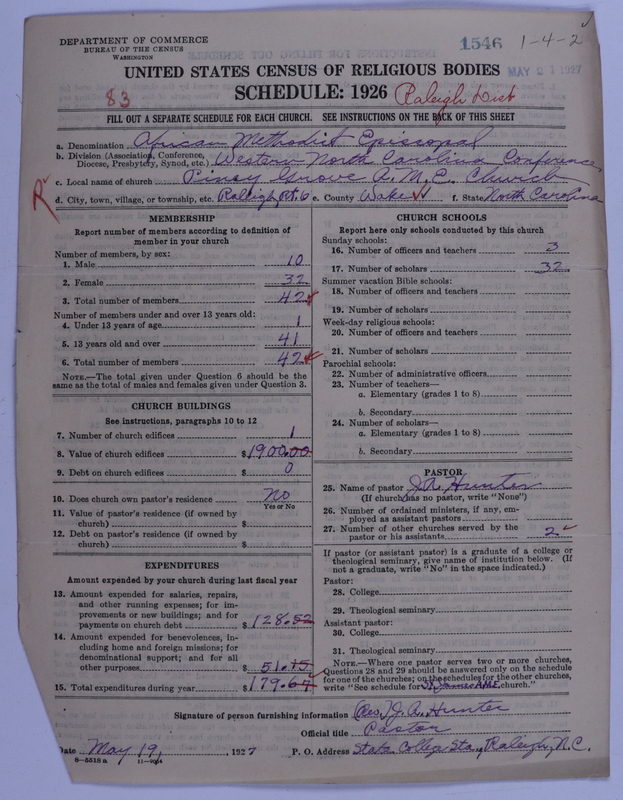 DEPARTMENT OF COMMERCE
BUREAU OF THE CENSUS
WASHINGTON
1546
1-4-2
MAY 21 1927
UNITED STATES CENSUS OF RELIGIOUS BODIES
SCHEDULE: 1926
83
Raleigh Dist
FILL OUT A SEPARATE SCHEDULE FOR EACH CHURCH. SEE INSTRUCTIONS ON THE BACK OF THIS SHEET
a. Denomination African Methodist Episcopal
b. Division (Association, Conference, Diocese, Presbytery, Synod, etc.) Western North Carolina Conference
c. Local name of church Piney Grove A.M.E. Church
R
d. City, town, village, or township, etc. Raleigh, Rt. 6 e. County Wake f. State North Carolina
MEMBERSHIP
Report number of members according to definition of
member in your church
Number of members, by sex:
1. Male 10
2. Female 32
3. Total number of members 42
Number of members under and over 13 years old:
4. Under 13 years of age 1
5. 13 years old and over 41
6. Total number of members 42
NOTE.—The total given under Question 6 should be the
same as the total of males and females given under Question 3.
CHURCH BUILDINGS
See instructions, paragraphs 10 to 12
7. Number of church edifices 1
8. Value of church edifices $1900.00
9. Debt on church edifices $ 0
10. Does church own pastor's residence No
Yes or No
11. Value of pastor's residence (if owned by
church) $
12. Debt on pastor's residence (if owned by
church) $
EXPENDITURES
Amount expended by your church during last fiscal year
13. Amount expended for salaries, repairs,
and other running expenses; for im-
provements or new buildings; and for
payments on church debt $128.52
14. Amount expended for benevolences, in-
cluding home and foreign missions; for
denominational support; and for all
other purposes $ 51.15
15. Total expenditures during year $179.67
CHURCH SCHOOLS
Report here only schools conducted by this church
Sunday schools:
16. Number of officers and teachers 3
17. Number of scholars 32
Summer vacation Bible schools:
18. Number of officers and teachers
19. Number of scholars
Week-day religious schools:
20. Number of officers and teachers
21. Number of scholars
Parochial schools:
22. Number of administrative officers
23. Number of teachers—
a. Elementary (grades 1 to 8)
b. Secondary
24. Number of scholars—
a. Elementary (grades 1 to 8)
b. Secondary
PASTOR
25. Name of pastor J.A. Hunter
(If church has no pastor, write "None")
26. Number of ordained ministers, if any, em-
ployed as assistant pastors
27. Number of other churches served by the
pastor or his assistants 2
If pastor (or assistant pastor) is a graduate of a college or
theological seminary, give name of institution below. (If
not a graduate, write "No" in the space indicated.)
Pastor:
28. College
29. Theological seminary
Assistant pastor:
30. College
31. Theological seminary
NOTE.—Where one pastor serves two or more churches,
Questions 28 and 29 should be answered only on the schedule
for one of the churches; on the schedules for the other churches,
write "See schedule for St James A.M.E. church."
Signature of person furnishing information Rev. J.A. Hunter
Official title Pastor
Date May 19, 1927 P. O. Address State College Sta., Raleigh, N.C.
8—5518a 11—9064